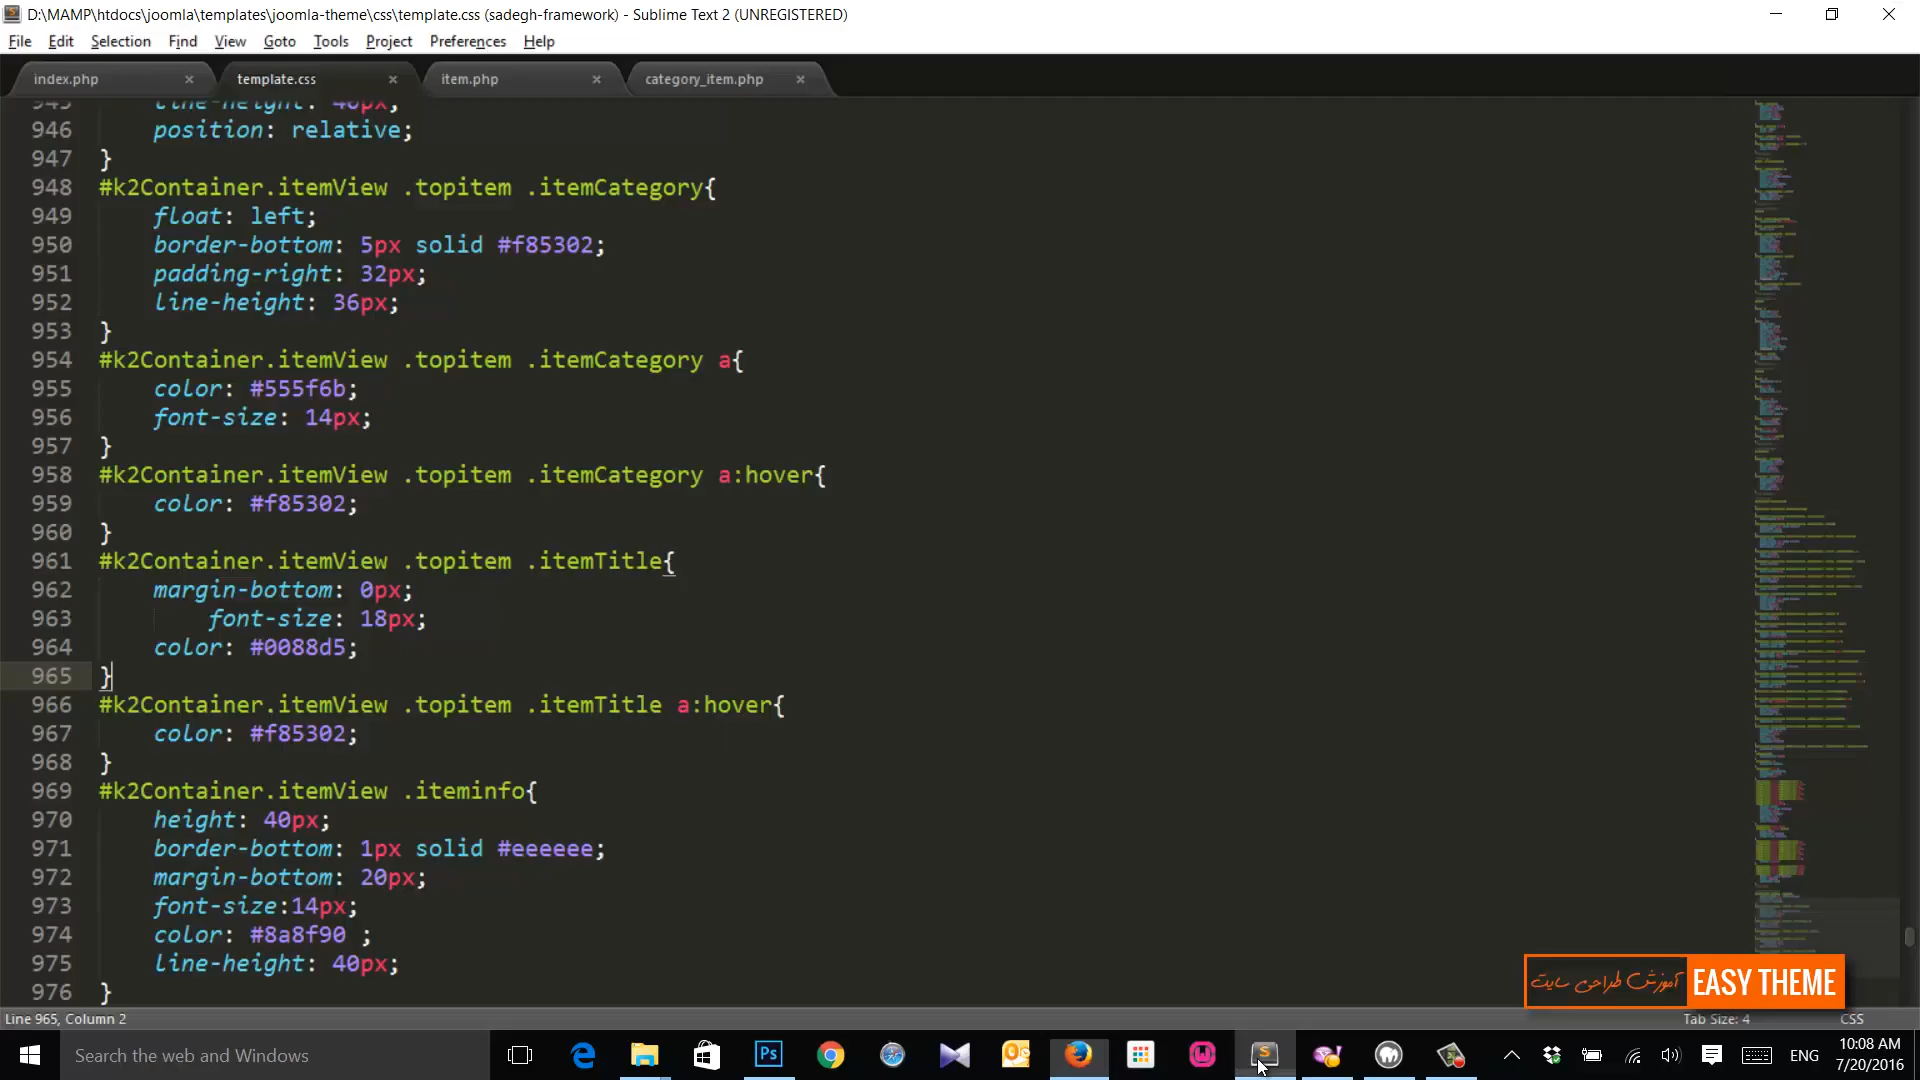 D:\MAMP\htdocs\joomla\templates\joomla-theme\css\template.css (sadegh-framework) - Sublime Text 2 (UNREGISTERED)
File Edit Selection Find View Goto Tools Project Preferences Help
index.php × template.css × item.php × category_item.php ×
945 line-height: 40px;
946 position: relative;
947 }
948 #k2Container.itemView .topitem .itemCategory{
949 float: left;
950 border-bottom: 5px solid #f85302;
951 padding-right: 32px;
952 line-height: 36px;
953 }
954 #k2Container.itemView .topitem .itemCategory a{
955 color: #555f6b;
956 font-size: 14px;
957 }
958 #k2Container.itemView .topitem .itemCategory a:hover{
959 color: #f85302;
960 }
961 #k2Container.itemView .topitem .itemTitle{
962 margin-bottom: 0px;
963 font-size: 18px;
964 color: #0088d5;
965 }
966 #k2Container.itemView .topitem .itemTitle a:hover{
967 color: #f85302;
968 }
969 #k2Container.itemView .iteminfo{
970 height: 40px;
971 border-bottom: 1px solid #eeeeee;
972 margin-bottom: 20px;
973 font-size:14px;
974 color: #8a8f90 ;
975 line-height: 40px;
976 }
آموزش طراحی سایت EASY THEME
Line 965, Column 2 Tab Size: 4 CSS
Search the web and Windows
ENG
10:08 AM
7/20/2016